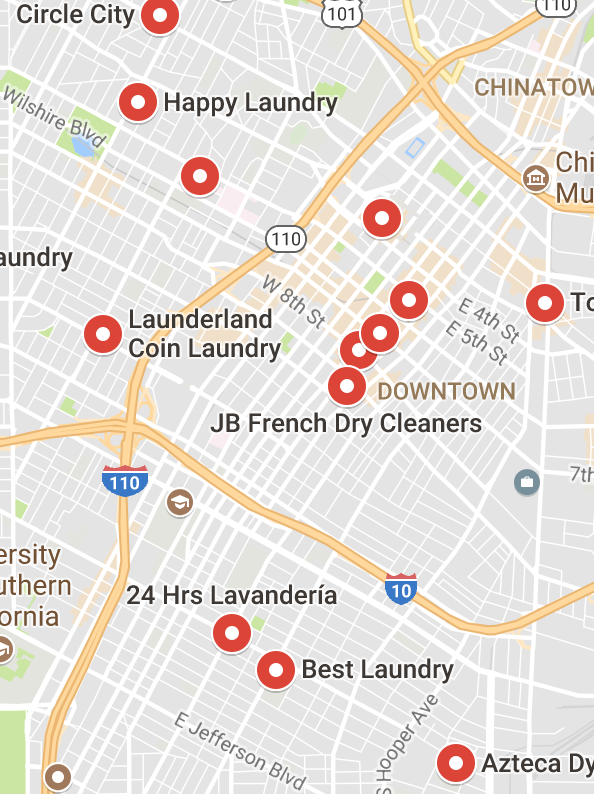 Circle City
101
110
CHINATOW
Wilshire Blvd
Happy Laundry
Chi
Mu
110
aundry
W 8th St
To
Launderland
Coin Laundry
E 4th St
E 5th St
DOWNTOWN
JB French Dry Cleaners
110
7th
ersity
uthern
ornia
10
24 Hrs Lavandería
Best Laundry
E Jefferson Blvd
S Hooper Ave
Azteca Dy